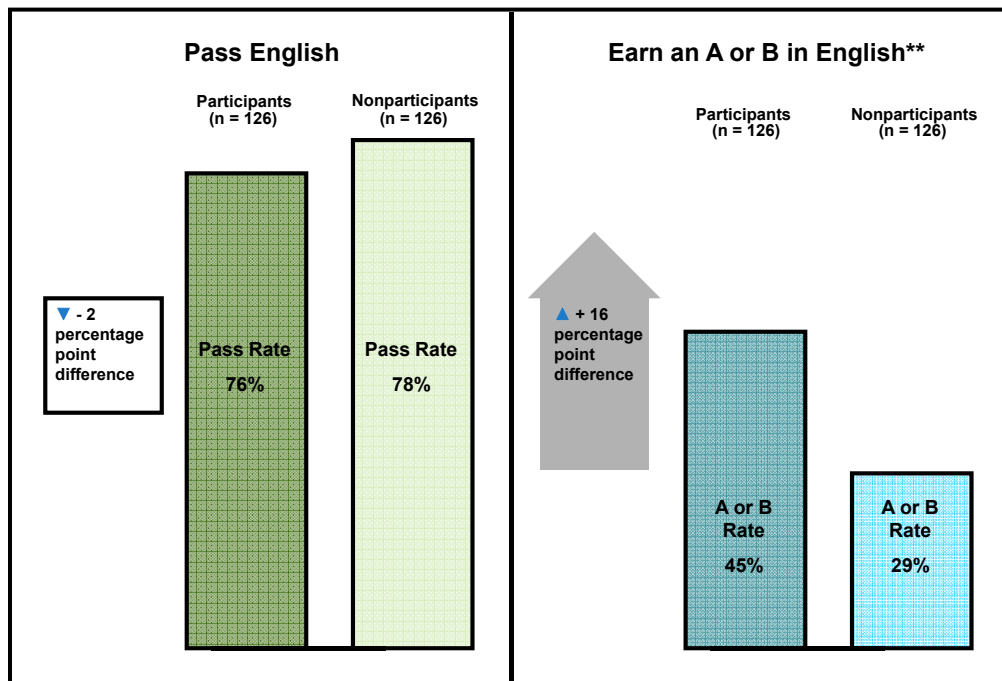 Pass English
Participants
(n = 126)
Nonparticipants
(n = 126)
▼ - 2
percentage
point
difference
Pass Rate
76%
Pass Rate
78%
Earn an A or B in English**
Participants
(n = 126)
Nonparticipants
(n = 126)
▲ + 16
percentage
point
difference
A or B
Rate
45%
A or B
Rate
29%